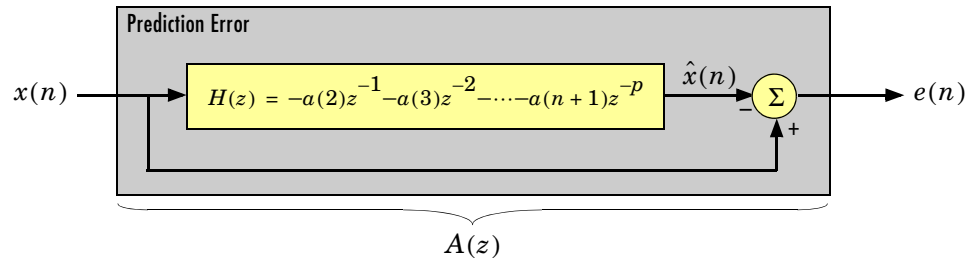 Prediction Error
x(n)
H(z) = −a(2)z^{−1}−a(3)z^{−2}−⋯−a(n+1)z^{−p}
x̂(n)
−
Σ
+
e(n)
A(z)